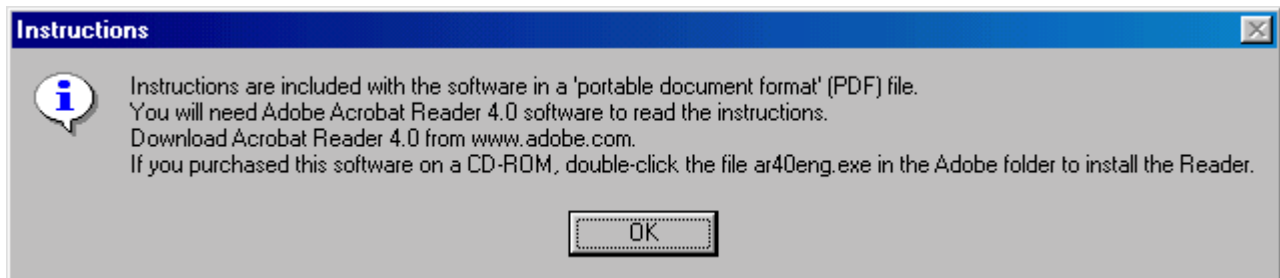 Instructions
Instructions are included with the software in a 'portable document format' (PDF) file.
You will need Adobe Acrobat Reader 4.0 software to read the instructions.
Download Acrobat Reader 4.0 from www.adobe.com.
If you purchased this software on a CD-ROM, double-click the file ar40eng.exe in the Adobe folder to install the Reader.
OK